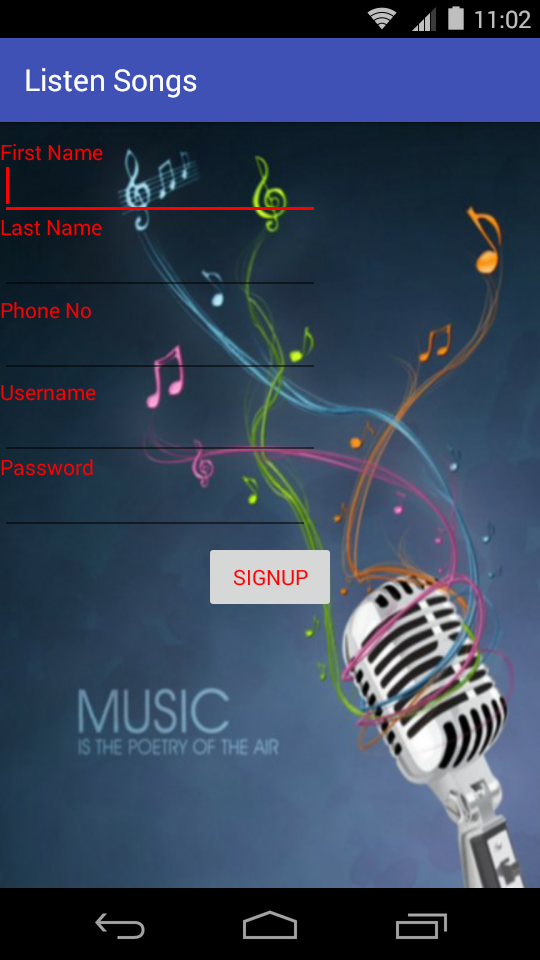 11:02
Listen Songs
First Name
Last Name
Phone No
Username
Password
SIGNUP
MUSIC
IS THE POETRY OF THE AIR